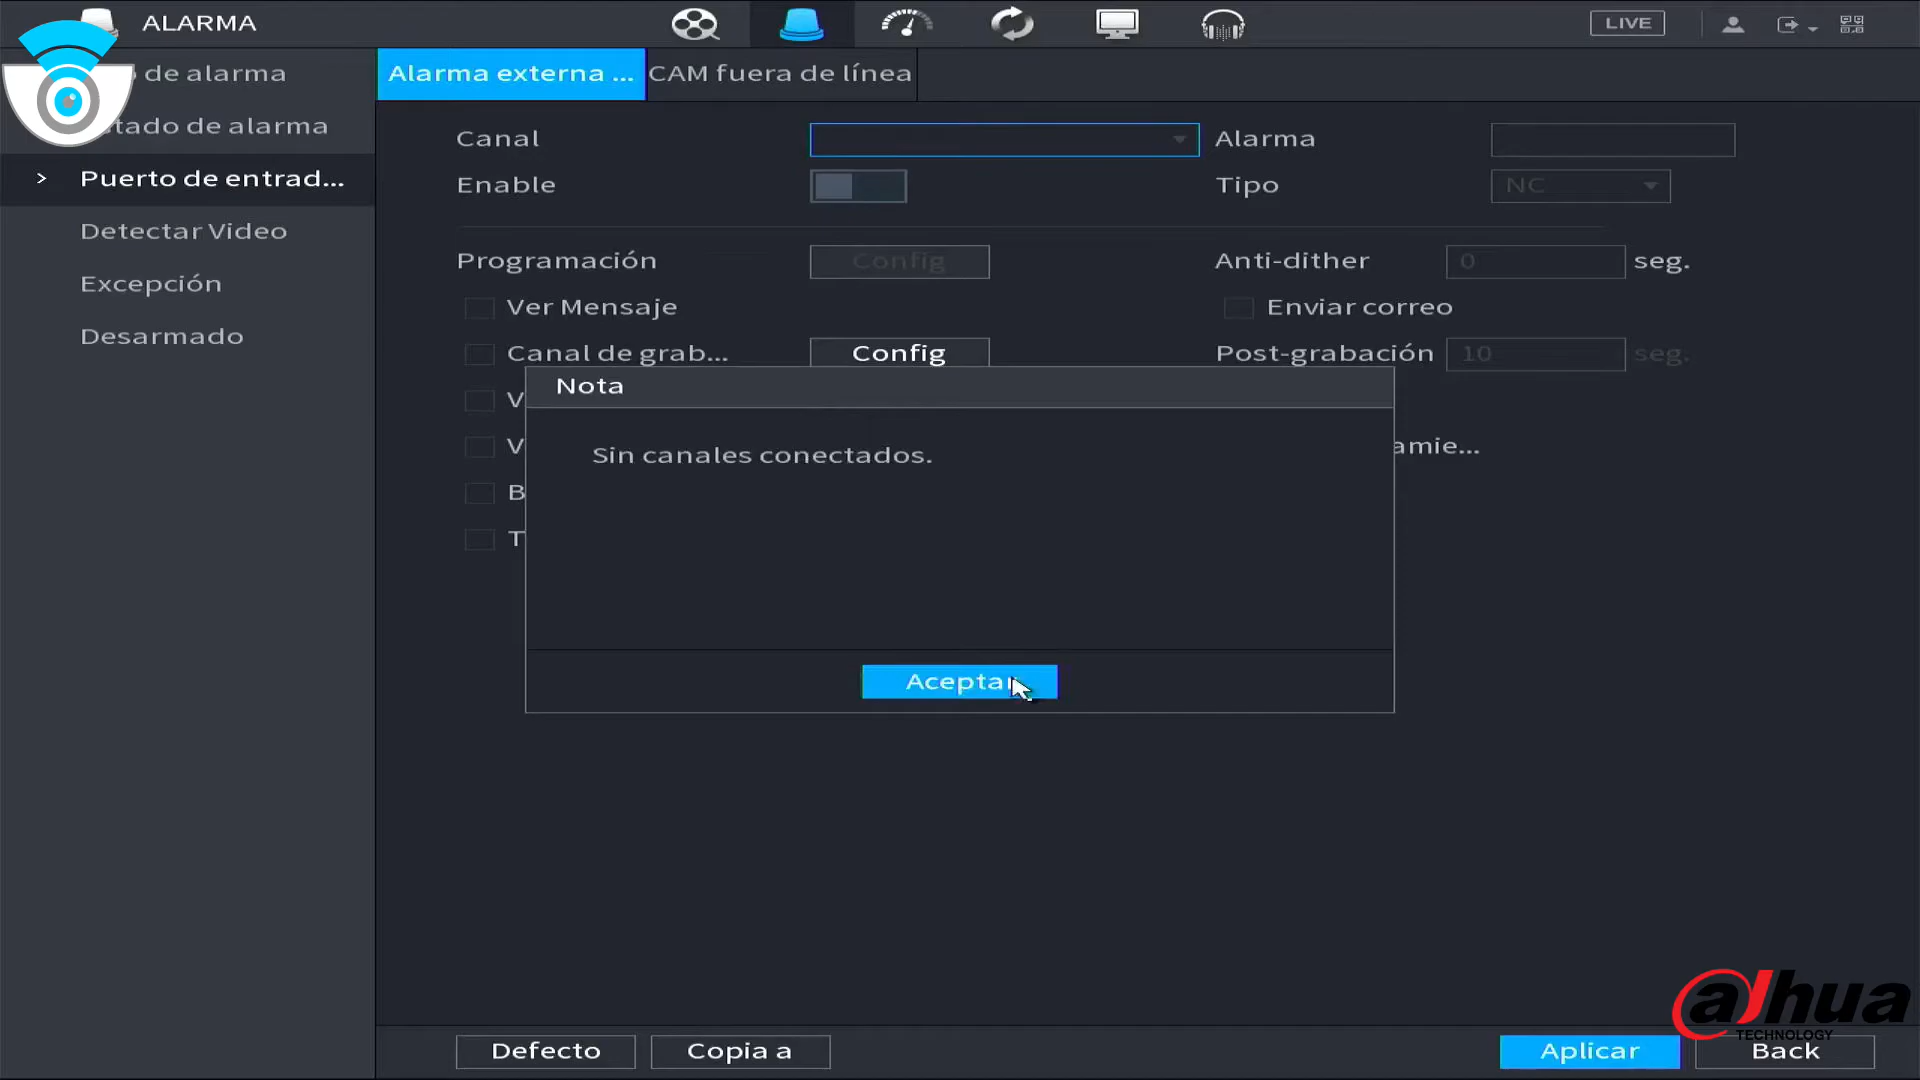 ALARMA
LIVE
de alarma
tado de alarma
> Puerto de entrad...
Detectar Video
Excepción
Desarmado
Alarma externa ...
CAM fuera de línea
Canal
Alarma
Enable
Tipo
NC
Programación
Config
Anti-dither
0
seg.
Ver Mensaje
Enviar correo
Canal de grab...
Config
Post-grabación
10
seg.
V
V
amie...
B
T
Nota
Sin canales conectados.
Aceptar
Defecto
Copia a
Aplicar
Back
alhua
TECHNOLOGY